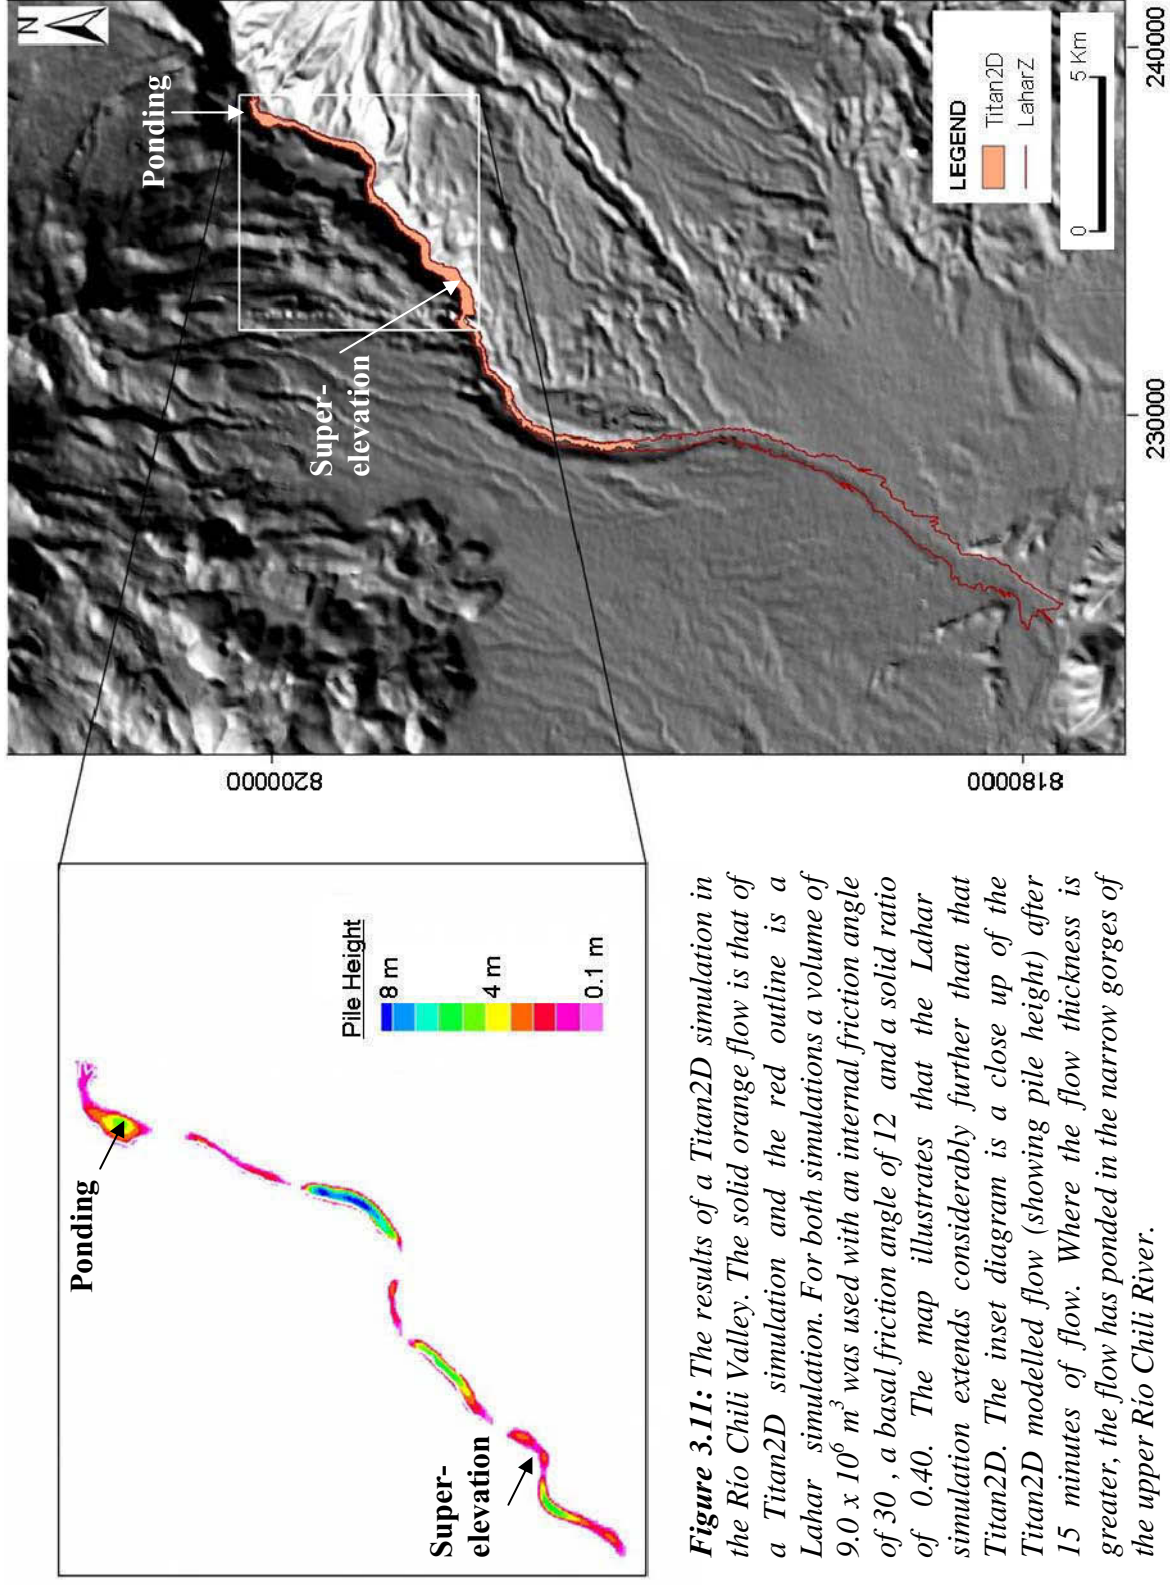 N
Ponding
Super-
elevation
LEGEND
Titan2D
LaharZ
0
5 Km
8200000
8180000
230000
240000
Ponding
Super-
elevation
Pile Height
8 m
4 m
0.1 m
Figure 3.11: The results of a Titan2D simulation in
the Río Chili Valley. The solid orange flow is that of
a Titan2D simulation and the red outline is a
Lahar simulation. For both simulations a volume of
9.0 x 10⁶ m³ was used with an internal friction angle
of 30 , a basal friction angle of 12 and a solid ratio
of 0.40. The map illustrates that the Lahar
simulation extends considerably further than that
Titan2D. The inset diagram is a close up of the
Titan2D modelled flow (showing pile height) after
15 minutes of flow. Where the flow thickness is
greater, the flow has ponded in the narrow gorges of
the upper Río Chili River.